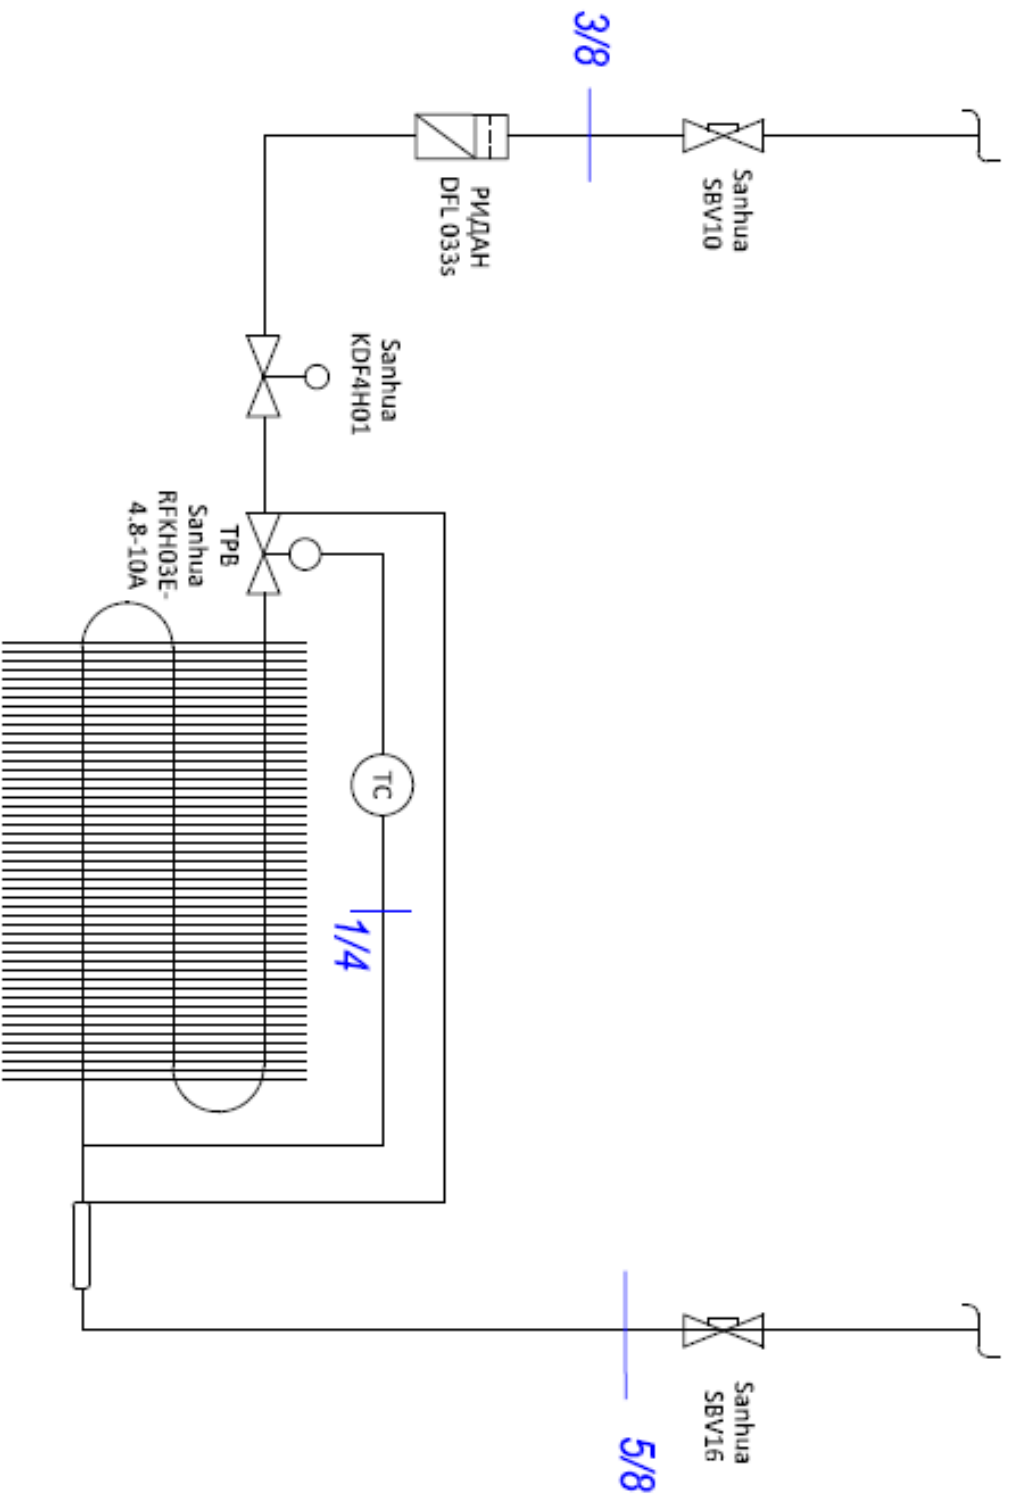 3/8
Sanhua
SBV10
РИДАН
DFL 033s
Sanhua
KDF4H01
ТРВ
Sanhua
RFKH03E-
4.8-10A
TC
1/4
5/8
Sanhua
SBV16